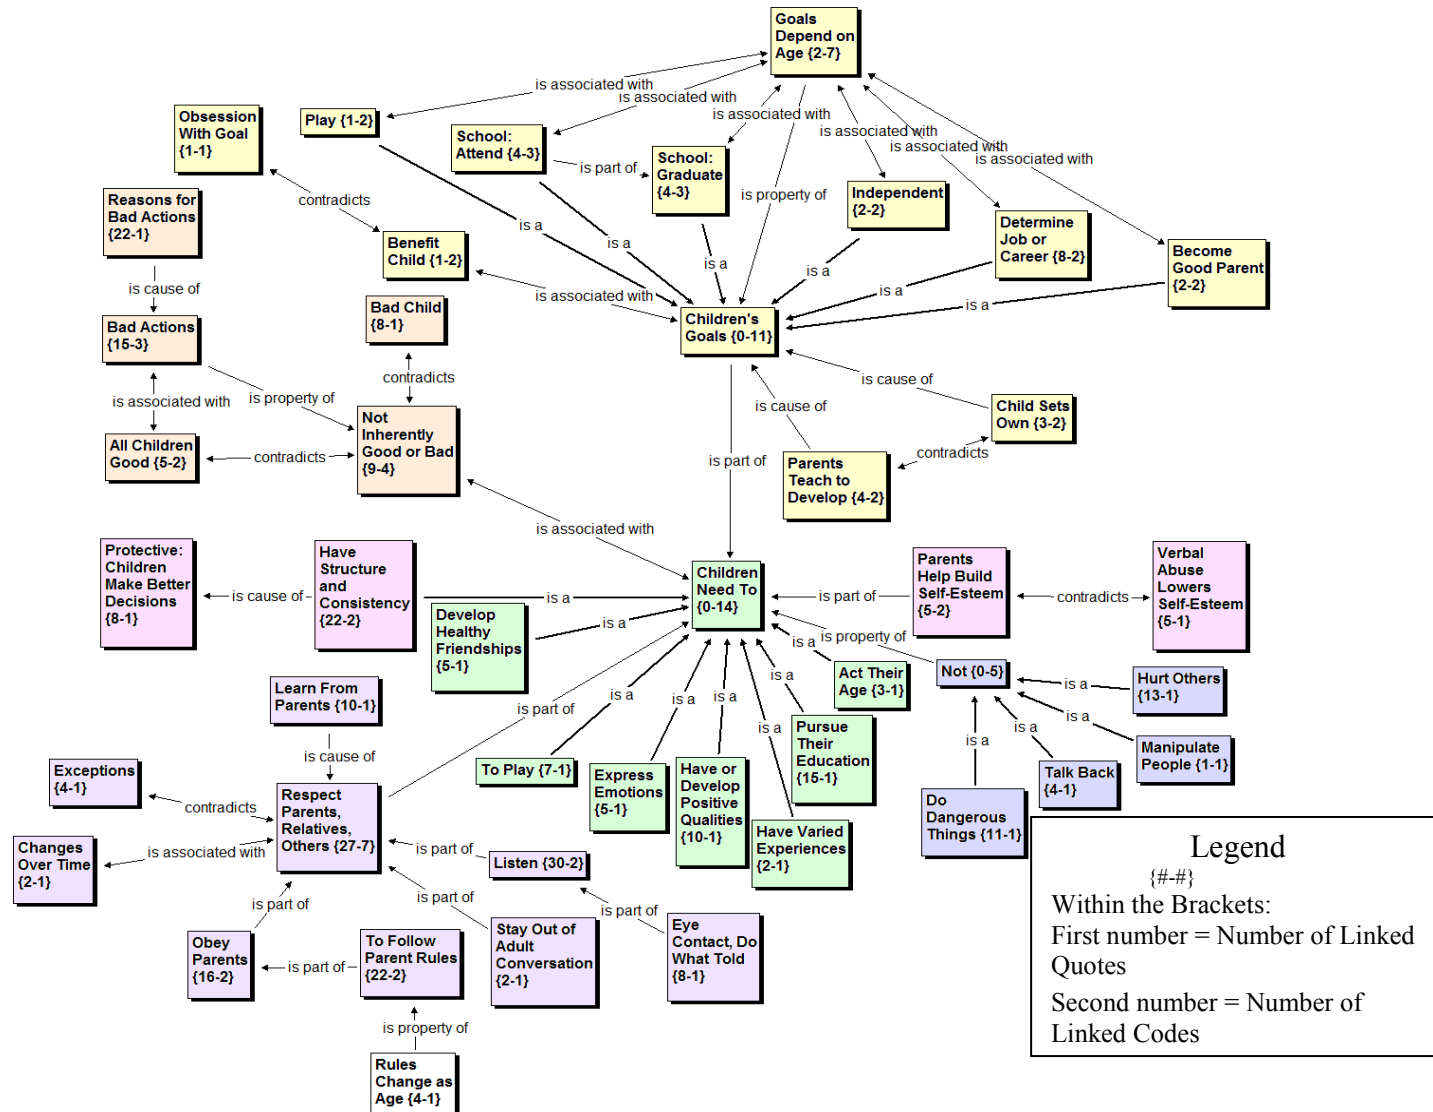 Goals
Depend on
Age {2-7}
is associated with
is associated with
is associated with
is associated with
is associated with
is associated with
Obsession
With Goal
{1-1}
Play {1-2}
School:
Attend {4-3}
is part of
School:
Graduate
{4-3}
is property of
Independent
{2-2}
Determine
Job or
Career {8-2}
Become
Good Parent
{2-2}
Reasons for
Bad Actions
{22-1}
contradicts
Benefit
Child {1-2}
is a
is a
is a
is a
is a
is a
is cause of
is associated with
Bad Child
{8-1}
Children's
Goals {0-11}
Bad Actions
{15-3}
contradicts
is cause of
is cause of
is associated with
is property of
Child Sets
Own {3-2}
All Children
Good {5-2}
contradicts
Not
Inherently
Good or Bad
{9-4}
is part of
Parents
Teach to
Develop {4-2}
contradicts
is associated with
Protective:
Children
Make Better
Decisions
{8-1}
is cause of
Have
Structure
and
Consistency
{22-2}
is a
Children
Need To
{0-14}
is part of
Parents
Help Build
Self-Esteem
{5-2}
contradicts
Verbal
Abuse
Lowers
Self-Esteem
{5-1}
Develop
Healthy
Friendships
{5-1}
is a
is property of
Learn From
Parents {10-1}
is part of
is a
is a
is a
is a
is a
is a
Act Their
Age {3-1}
Not {0-5}
is a
Hurt Others
{13-1}
is a
is a
is a
Manipulate
People {1-1}
Talk Back
{4-1}
Do
Dangerous
Things {11-1}
is cause of
To Play {7-1}
Express
Emotions
{5-1}
Have or
Develop
Positive
Qualities
{10-1}
Pursue
Their
Education
{15-1}
Have Varied
Experiences
{2-1}
Exceptions
{4-1}
contradicts
Respect
Parents,
Relatives,
Others {27-7}
Changes
Over Time
{2-1}
is associated with
is part of
Listen {30-2}
is part of
is part of
is part of
Obey
Parents
{16-2}
is part of
To Follow
Parent Rules
{22-2}
Stay Out of
Adult
Conversation
{2-1}
Eye
Contact, Do
What Told
{8-1}
is property of
Rules
Change as
Age {4-1}
Legend
{#-#}
Within the Brackets:
First number = Number of Linked
Quotes
Second number = Number of
Linked Codes